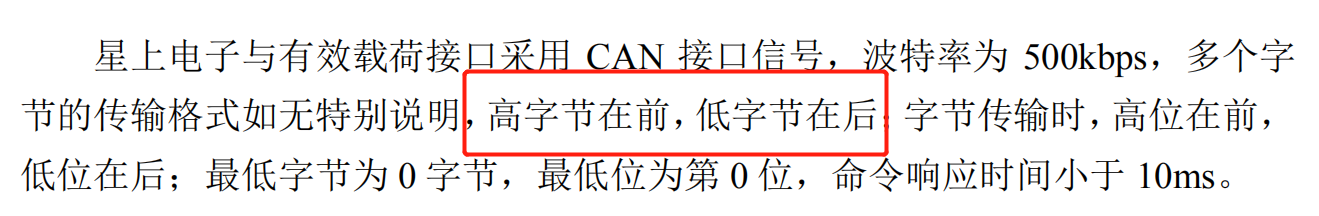 星上电子与有效载荷接口采用 CAN 接口信号，波特率为 500kbps，多个字
节的传输格式如无特别说明，高字节在前，低字节在后；字节传输时，高位在前，
低位在后；最低字节为 0 字节，最低位为第 0 位，命令响应时间小于 10ms。